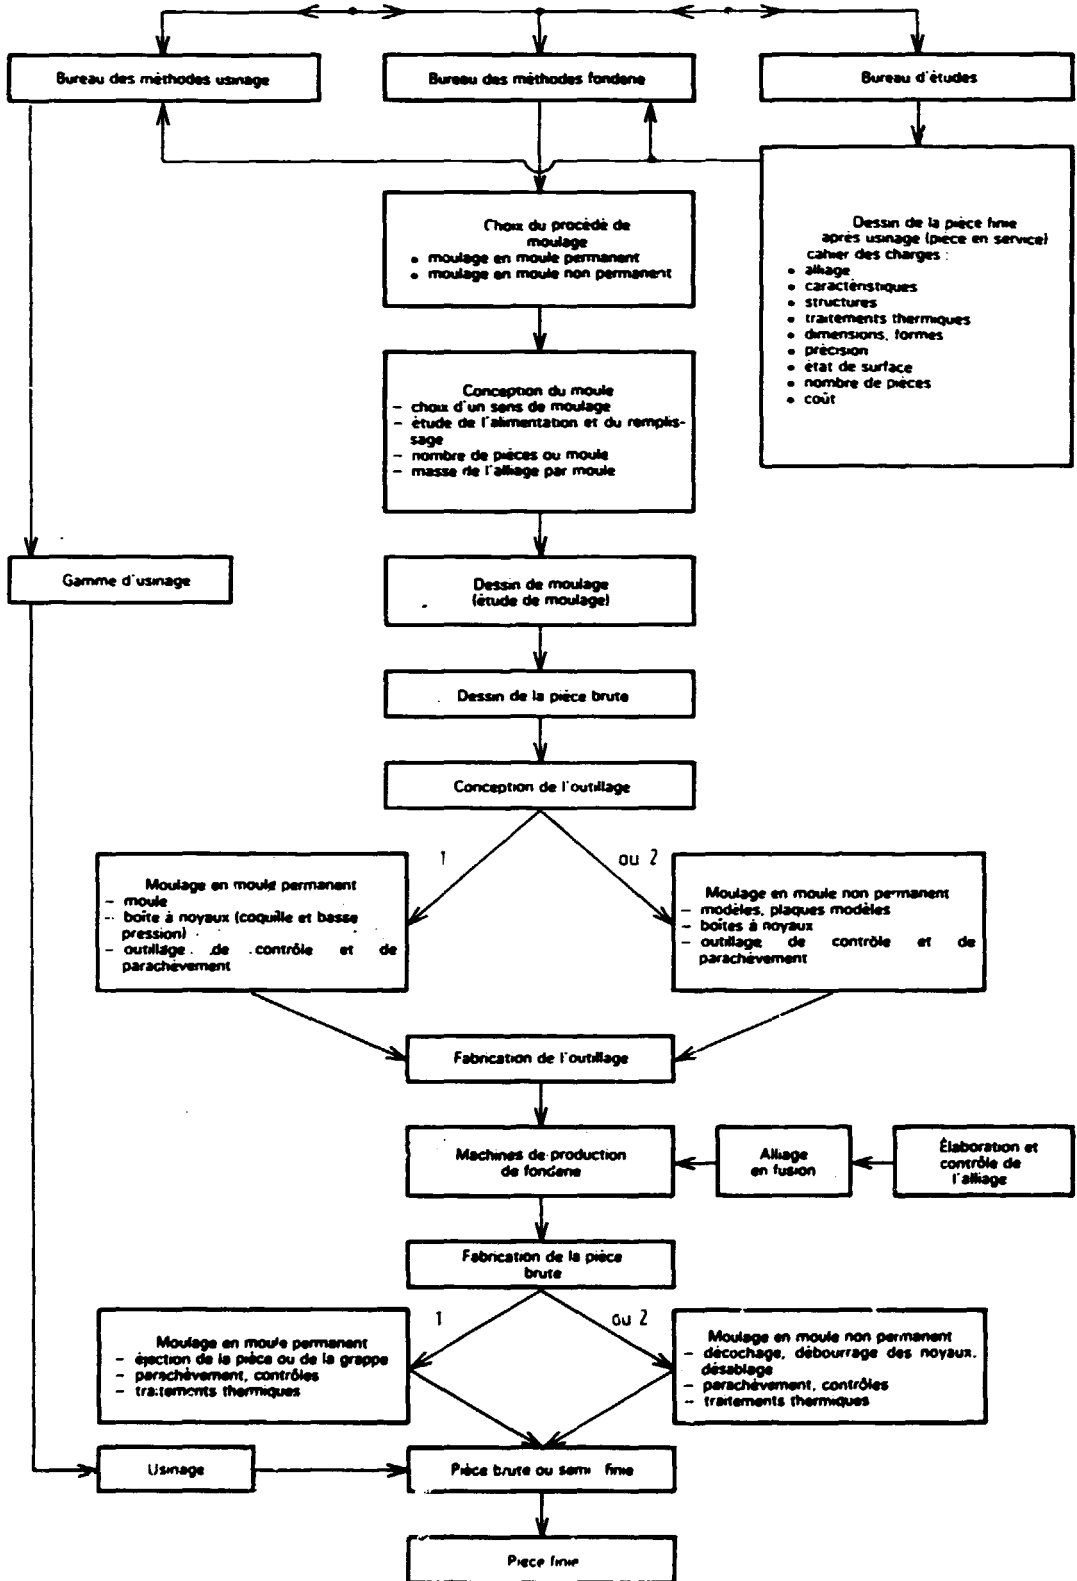 Bureau des méthodes usinage
Bureau des méthodes fonderie
Bureau d'études
Choix du procédé de
moulage
• moulage en moule permanent
• moulage en moule non permanent
Dessin de la pièce finie
après usinage (pièce en service)
cahier des charges :
• alliage
• caractéristiques
• structures
• traitements thermiques
• dimensions, formes
• précision
• état de surface
• nombre de pièces
• coût
Conception du moule
– choix d'un sens de moulage
– étude de l'alimentation et du remplis-
sage
– nombre de pièces ou moule
– masse de l'alliage par moule
Gamme d'usinage
Dessin de moulage
(étude de moulage)
Dessin de la pièce brute
Conception de l'outillage
1
ou 2
Moulage en moule permanent
– moule
– boîte à noyaux (coquille et basse
pression)
– outillage de contrôle et de
parachèvement
Moulage en moule non permanent
– modèles, plaques modèles
– boîtes à noyaux
– outillage de contrôle et de
parachèvement
Fabrication de l'outillage
Machines de production
de fonderie
Alliage
en fusion
Élaboration et
contrôle de
l'alliage
Fabrication de la pièce
brute
1
ou 2
Moulage en moule permanent
– éjection de la pièce ou de la grappe
– parachèvement, contrôles
– traitements thermiques
Moulage en moule non permanent
– décochage, débourrage des noyaux,
désablage
– parachèvement, contrôles
– traitements thermiques
Usinage
Pièce brute ou semi finie
Pièce finie